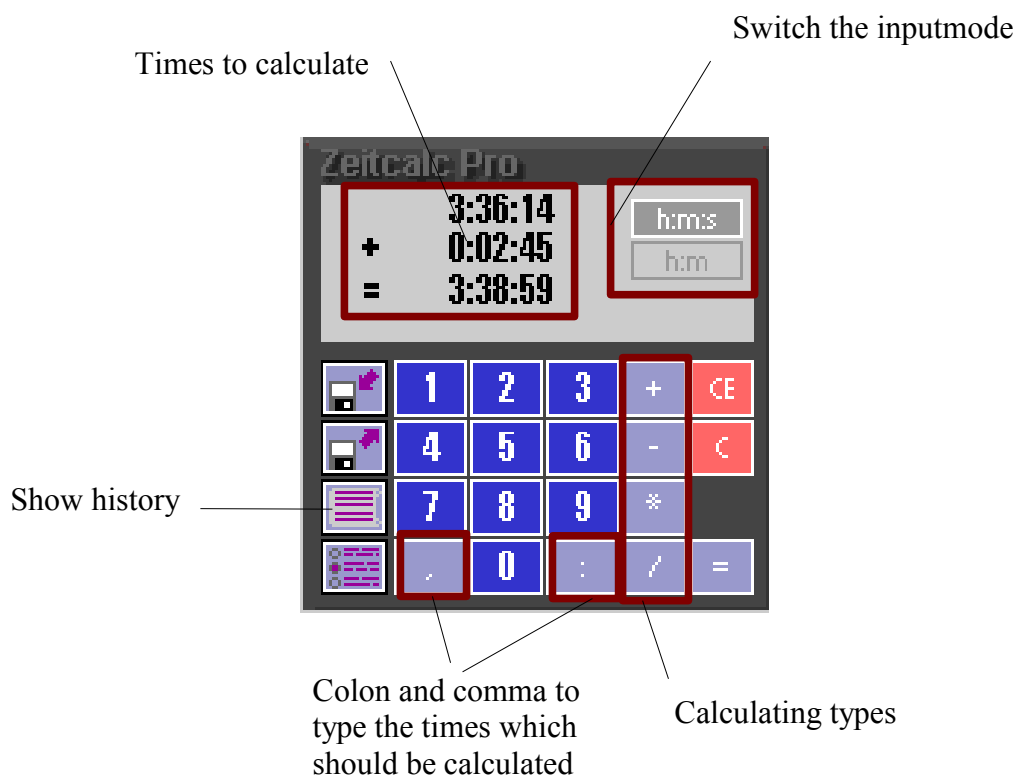 Switch the inputmode
Times to calculate
Zeitcalc Pro
3:36:14
h:m:s
+ 0:02:45
h:m
= 3:38:59
1 2 3 + CE
4 5 6 - C
Show history
7 8 9 *
, 0 : / =
Colon and comma to
type the times which
should be calculated
Calculating types